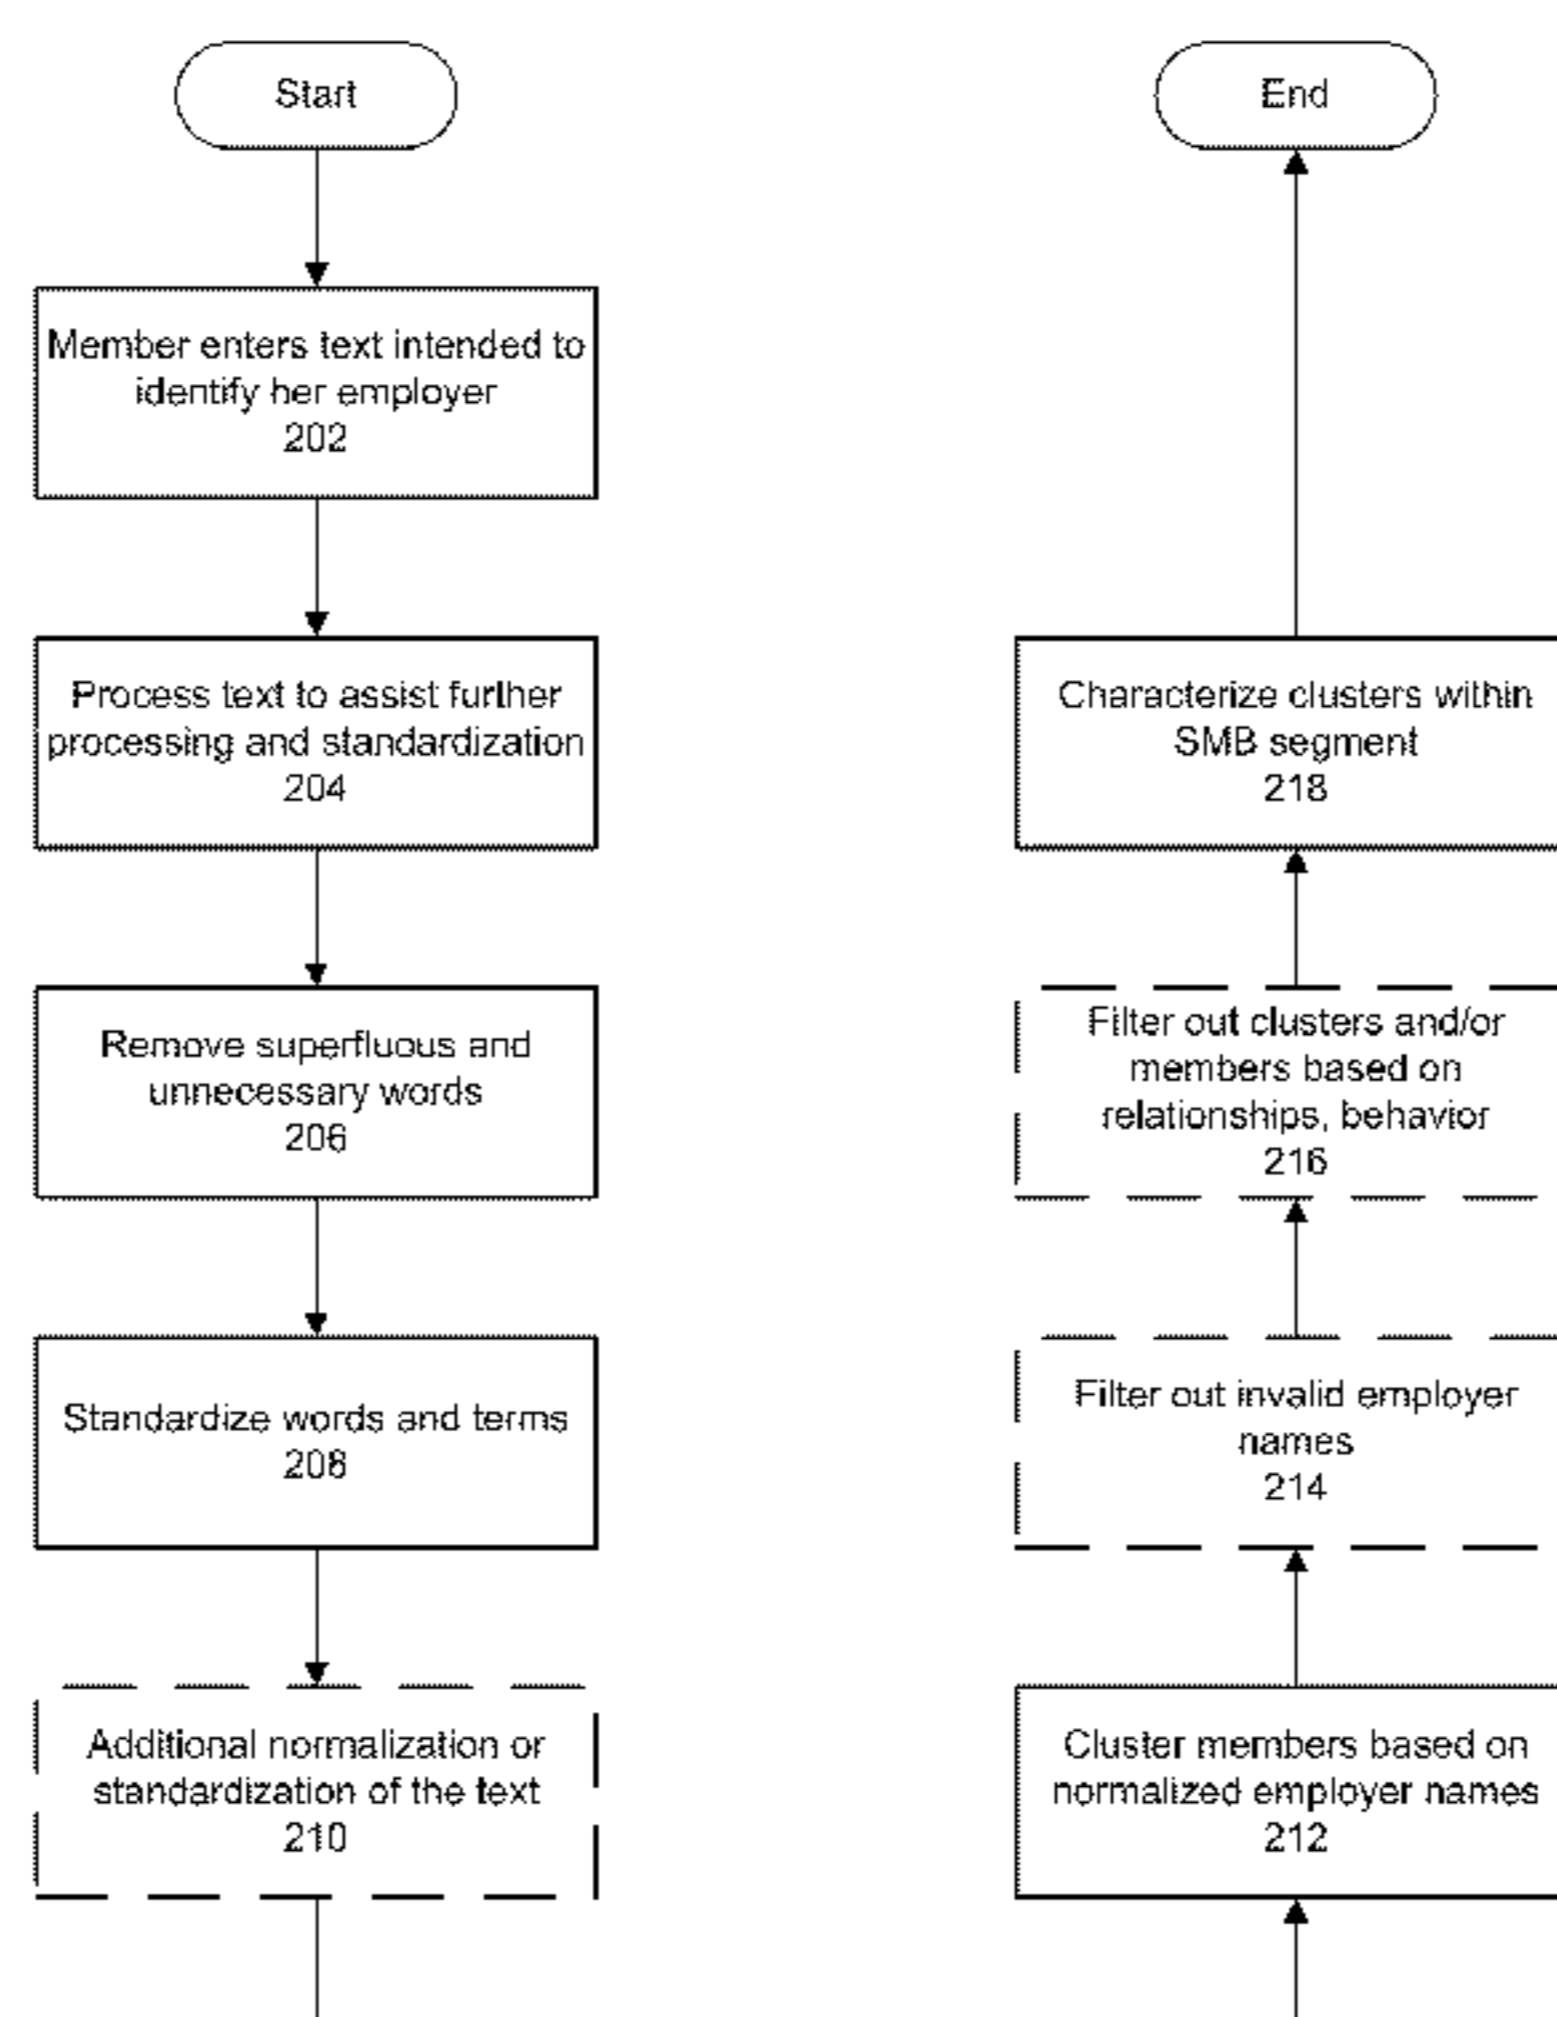 Start
Member enters text intended to
identify her employer
202
Process text to assist further
processing and standardization
204
Remove superfluous and
unnecessary words
206
Standardize words and terms
208
Additional normalization or
standardization of the text
210
End
Characterize clusters within
SMB segment
218
Filter out clusters and/or
members based on
relationships, behavior
216
Filter out invalid employer
names
214
Cluster members based on
normalized employer names
212